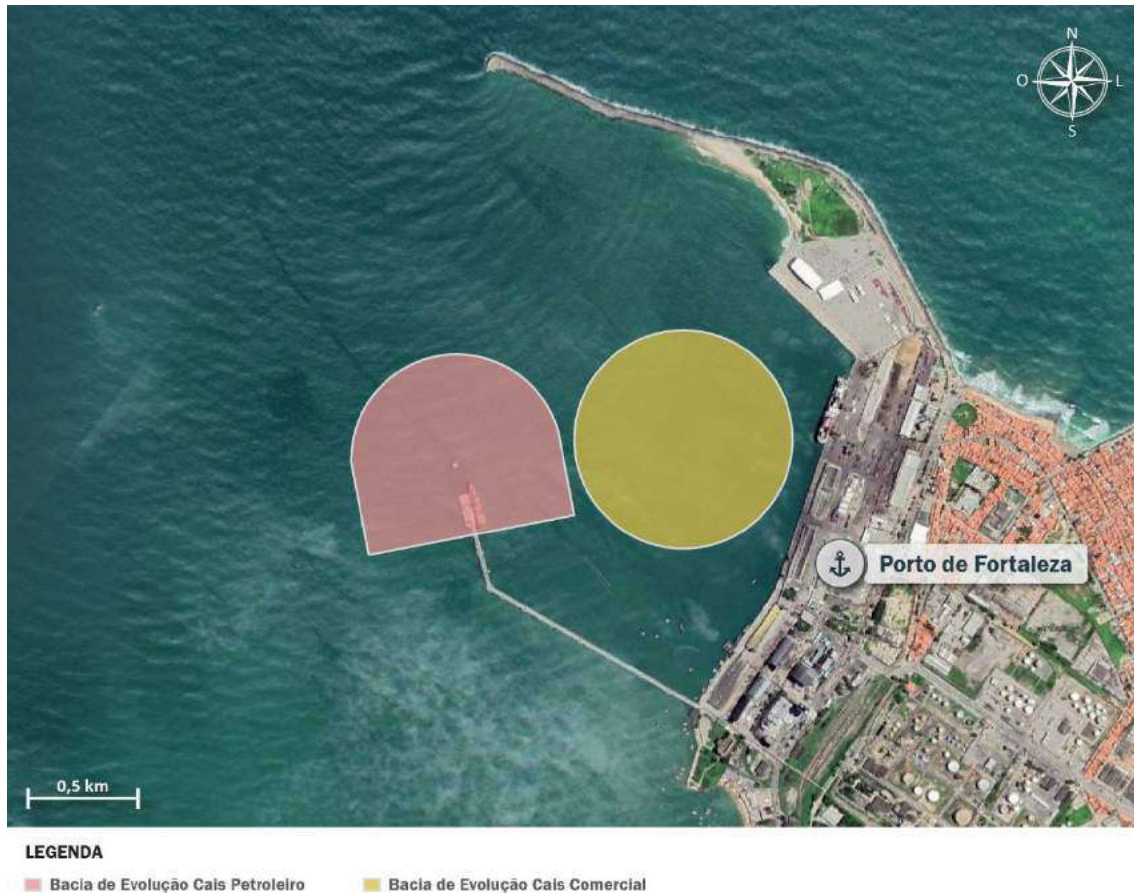 N
O L
S
Porto de Fortaleza
0,5 km
LEGENDA
Bacia de Evolução Cais Petroleiro Bacia de Evolução Cais Comercial